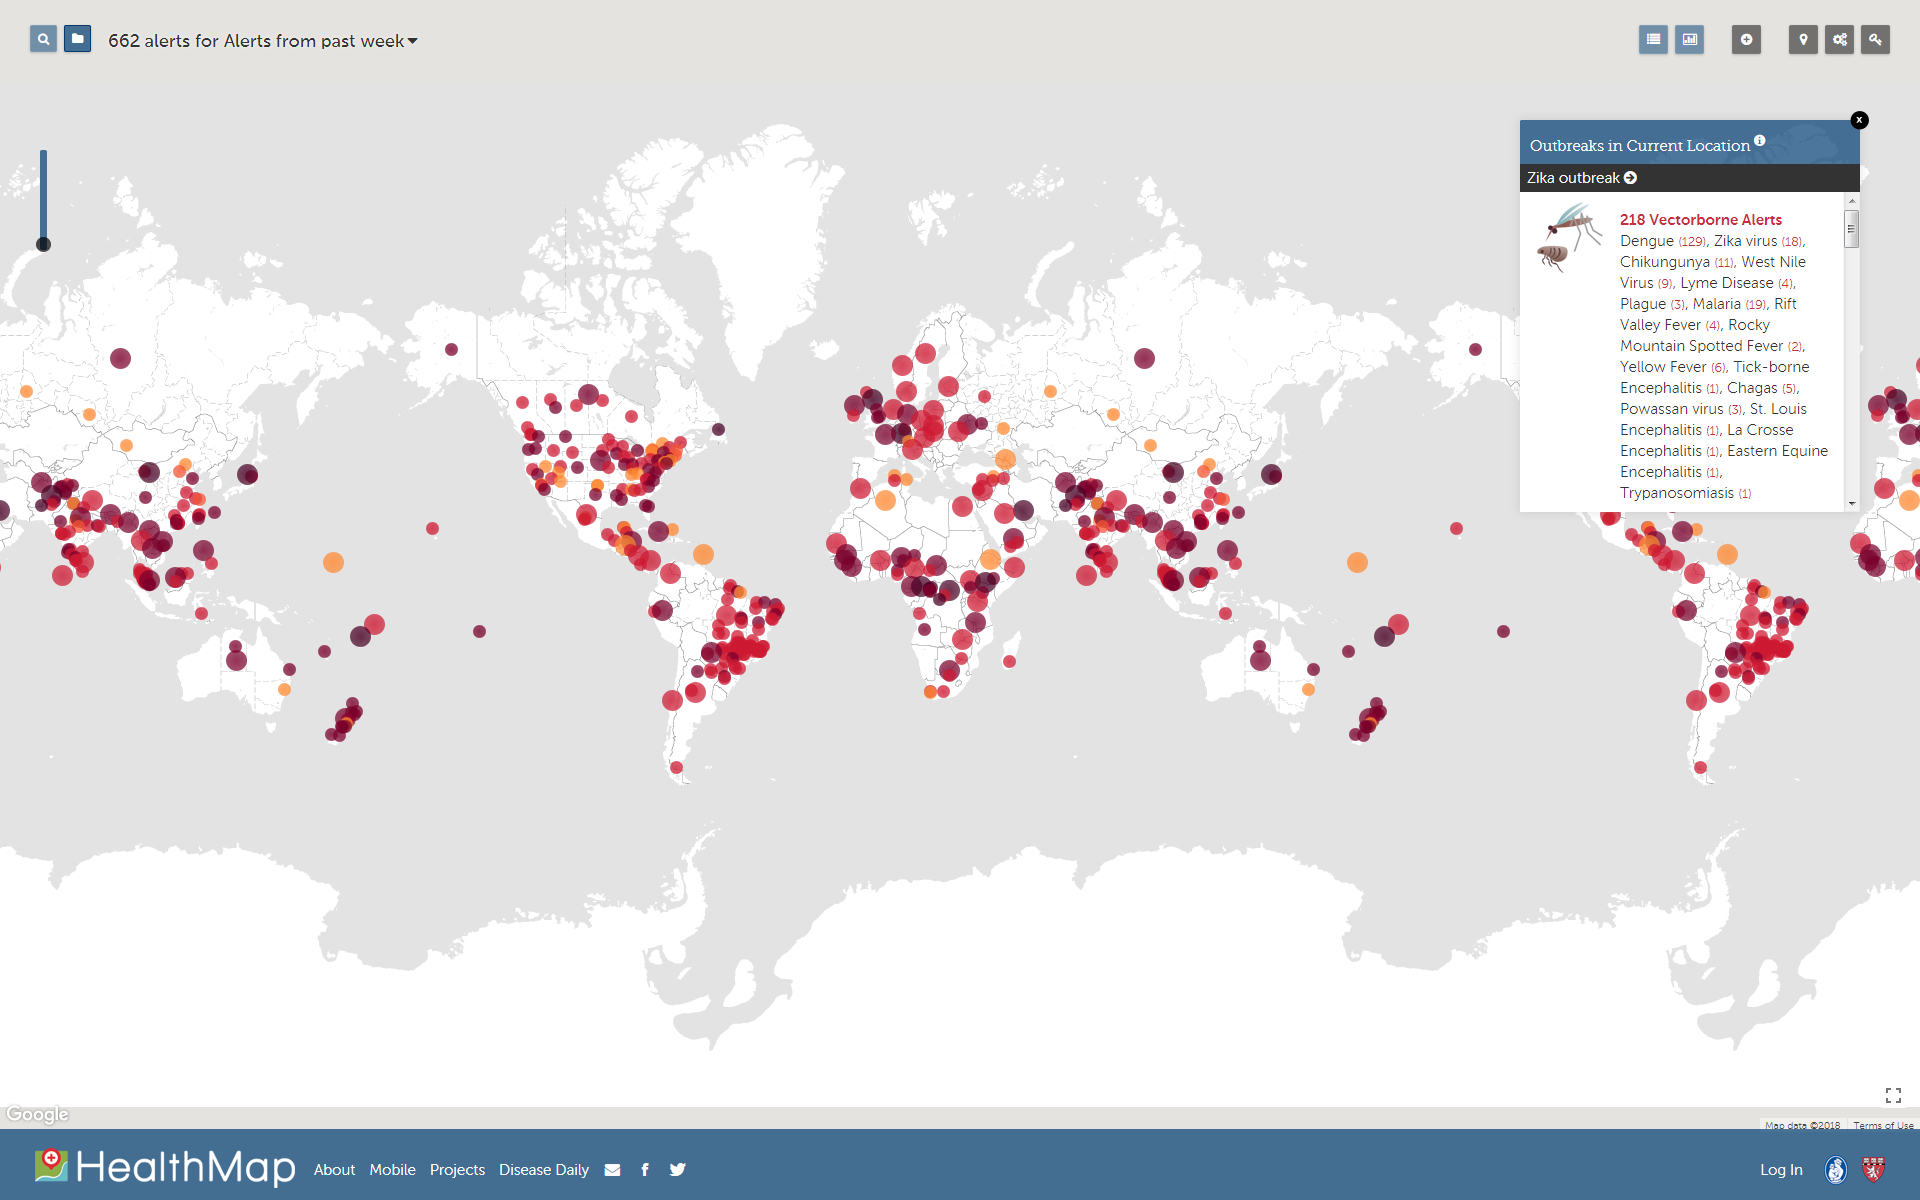 662 alerts for Alerts from past week
x
Outbreaks in Current Location
Zika outbreak
218 Vectorborne Alerts
Dengue (129), Zika virus (18),
Chikungunya (11), West Nile
Virus (9), Lyme Disease (4),
Plague (3), Malaria (19), Rift
Valley Fever (4), Rocky
Mountain Spotted Fever (2),
Yellow Fever (6), Tick-borne
Encephalitis (1), Chagas (5),
Powassan virus (3), St. Louis
Encephalitis (1), La Crosse
Encephalitis (1), Eastern Equine
Encephalitis (1),
Trypanosomiasis (1)
Google
Map data ©2018 Terms of Use
HealthMap About Mobile Projects Disease Daily Log In